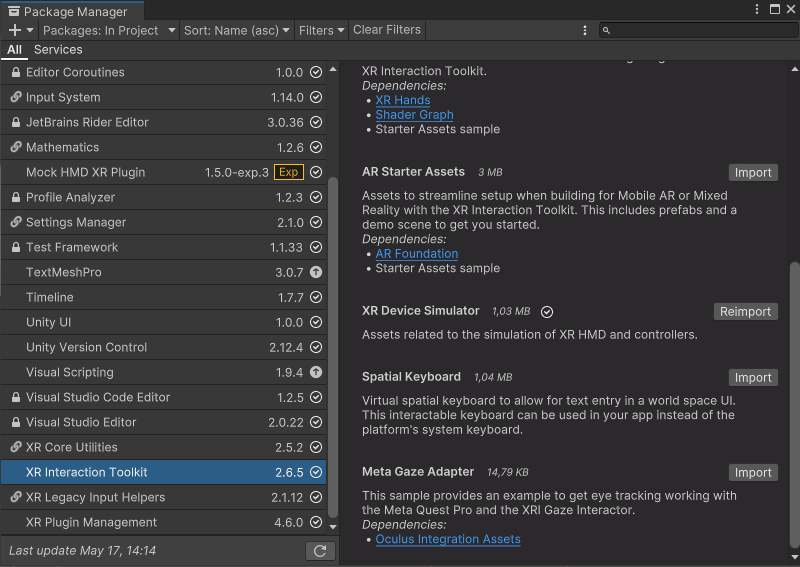 Package Manager
Packages: In Project Sort: Name (asc) Filters Clear Filters
All Services
Editor Coroutines 1.0.0
Input System 1.14.0
JetBrains Rider Editor 3.0.36
Mathematics 1.2.6
Mock HMD XR Plugin 1.5.0-exp.3 Exp
Profile Analyzer 1.2.3
Settings Manager 2.1.0
Test Framework 1.1.33
TextMeshPro 3.0.7
Timeline 1.7.7
Unity UI 1.0.0
Unity Version Control 2.12.4
Visual Scripting 1.9.4
Visual Studio Code Editor 1.2.5
Visual Studio Editor 2.0.22
XR Core Utilities 2.5.2
XR Interaction Toolkit 2.6.5
XR Legacy Input Helpers 2.1.12
XR Plugin Management 4.6.0
Last update May 17, 14:14
XR Interaction Toolkit.
Dependencies:
• XR Hands
• Shader Graph
• Starter Assets sample
AR Starter Assets 3 MB Import
Assets to streamline setup when building for Mobile AR or Mixed
Reality with the XR Interaction Toolkit. This includes prefabs and a
demo scene to get you started.
Dependencies:
• AR Foundation
• Starter Assets sample
XR Device Simulator 1,03 MB Reimport
Assets related to the simulation of XR HMD and controllers.
Spatial Keyboard 1,04 MB Import
Virtual spatial keyboard to allow for text entry in a world space UI.
This interactable keyboard can be used in your app instead of the
platform's system keyboard.
Meta Gaze Adapter 14,79 KB Import
This sample provides an example to get eye tracking working with
the Meta Quest Pro and the XRI Gaze Interactor.
Dependencies:
• Oculus Integration Assets